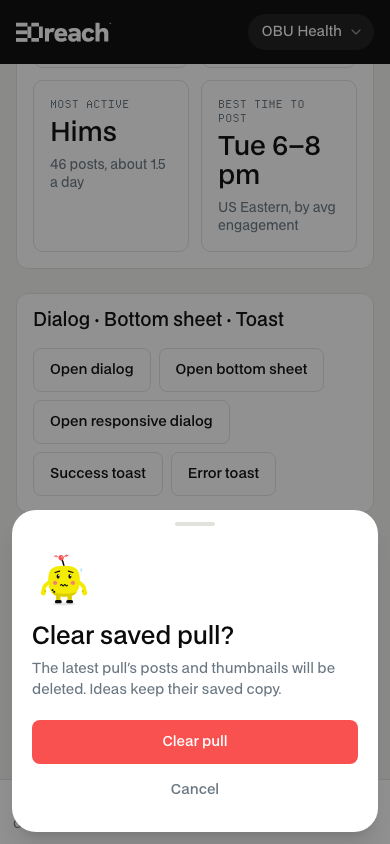 EDreach
OBU Health
MOST ACTIVE
Hims
46 posts, about 1.5
a day
BEST TIME TO
POST
Tue 6–8
pm
US Eastern, by avg
engagement
Dialog · Bottom sheet · Toast
Open dialog
Open bottom sheet
Open responsive dialog
Success toast
Error toast
Clear saved pull?
The latest pull's posts and thumbnails will be
deleted. Ideas keep their saved copy.
Clear pull
Cancel